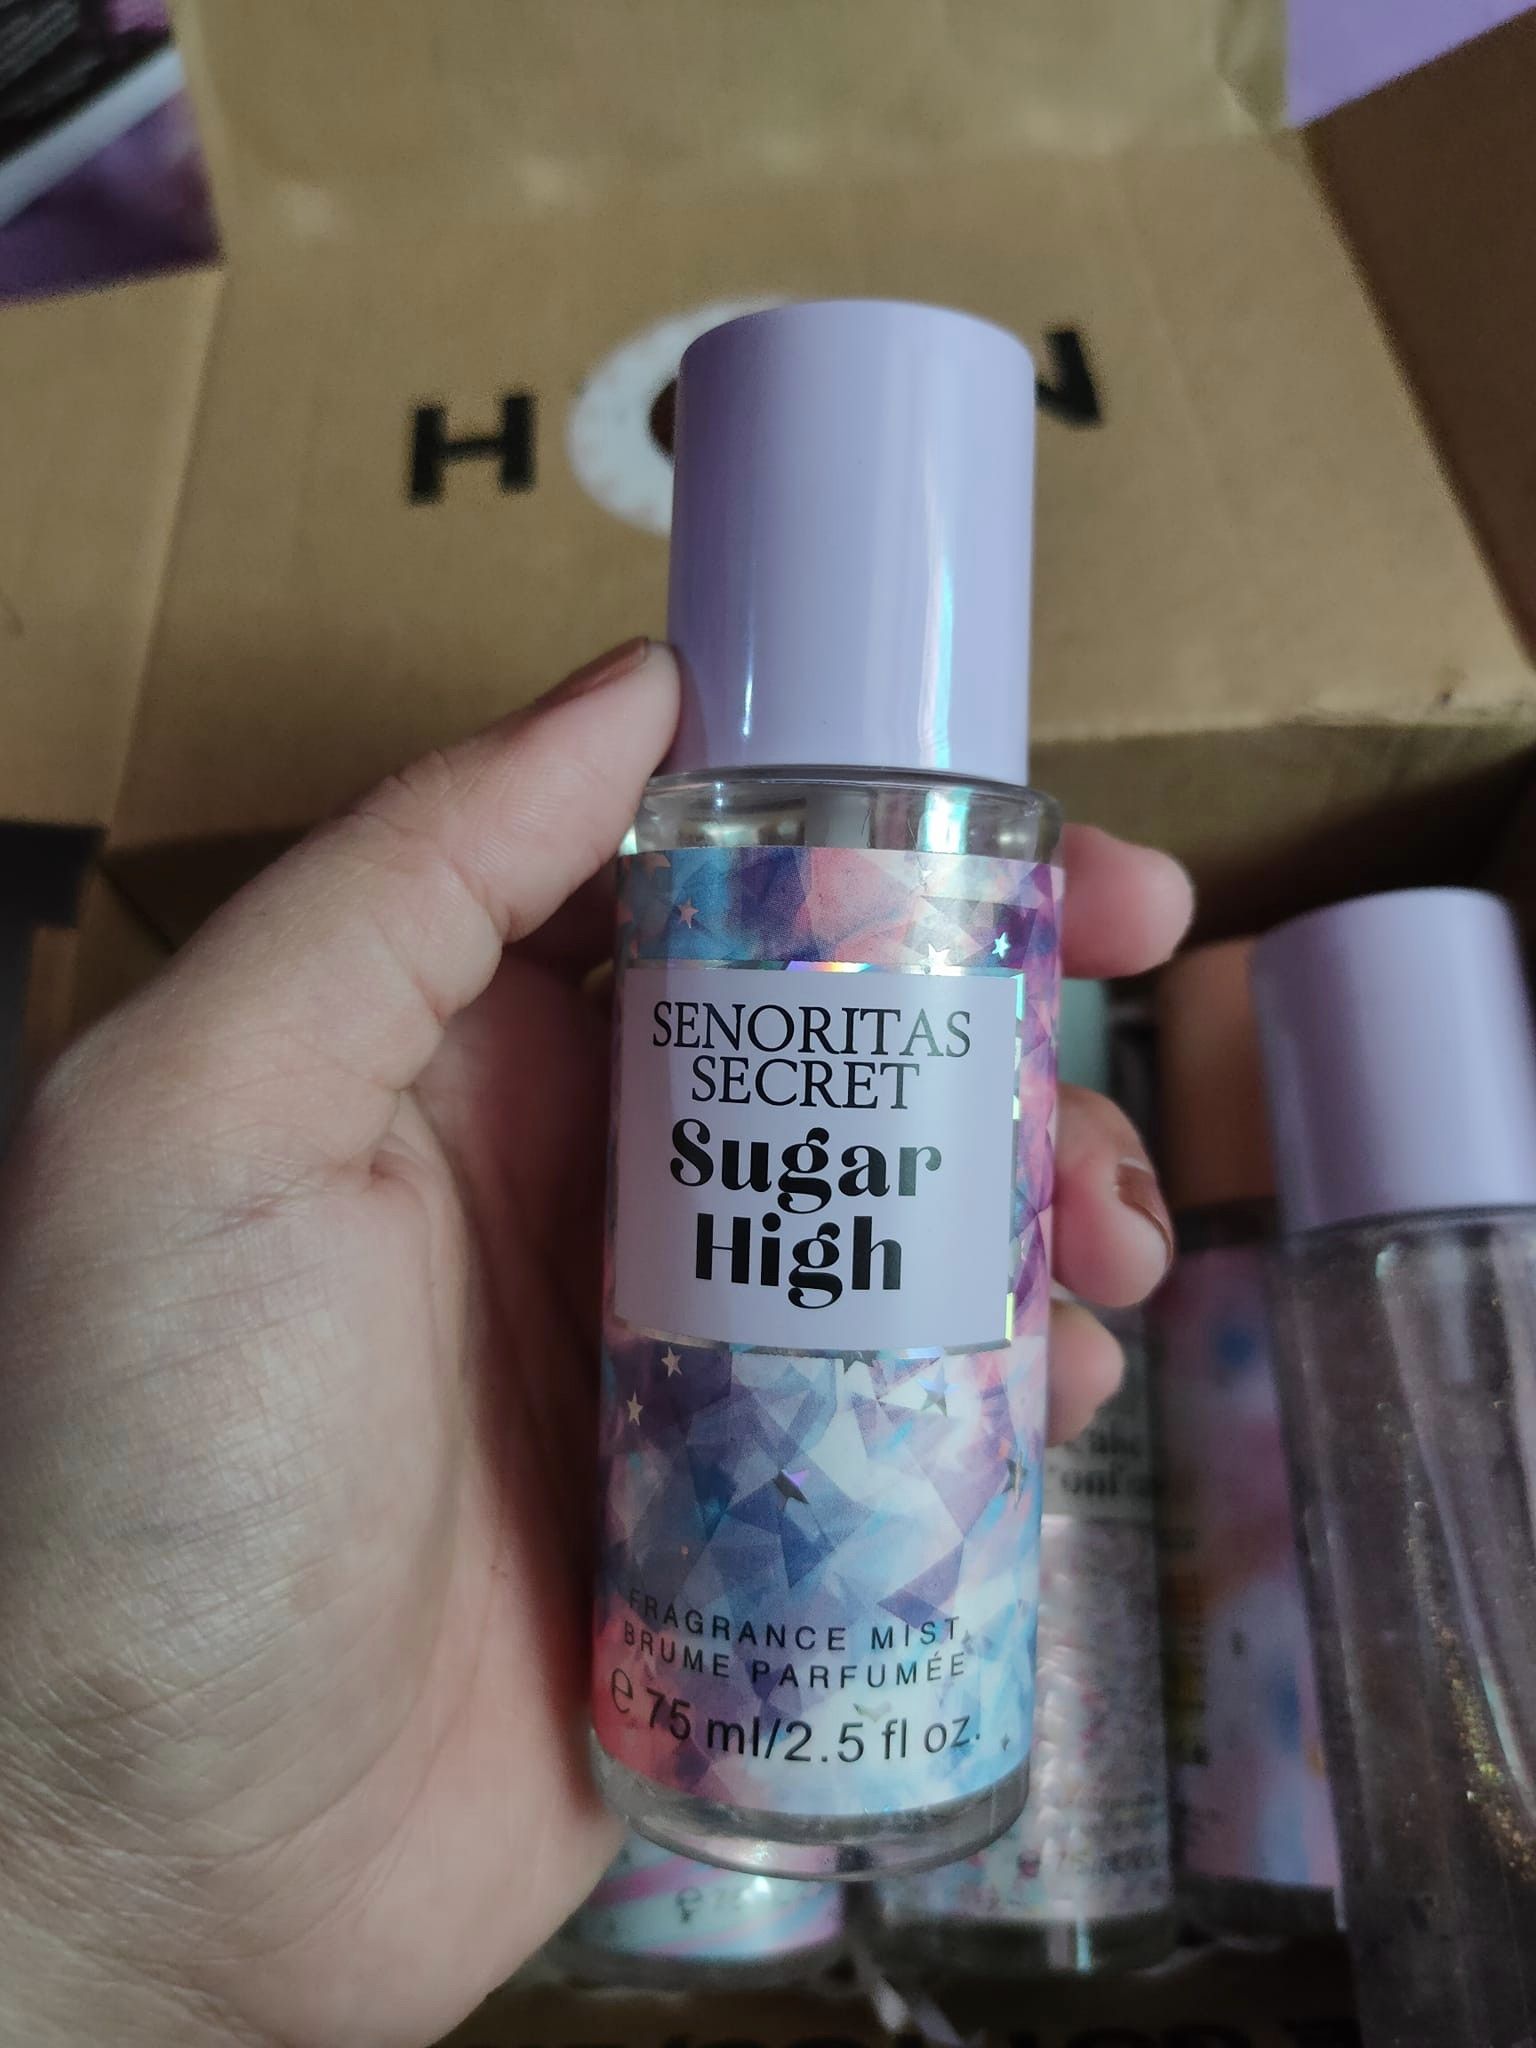 H N
SENORITAS
SECRET
Sugar
High
FRAGRANCE MIST
BRUME PARFUMÉE
e 75 ml/2.5 fl oz.